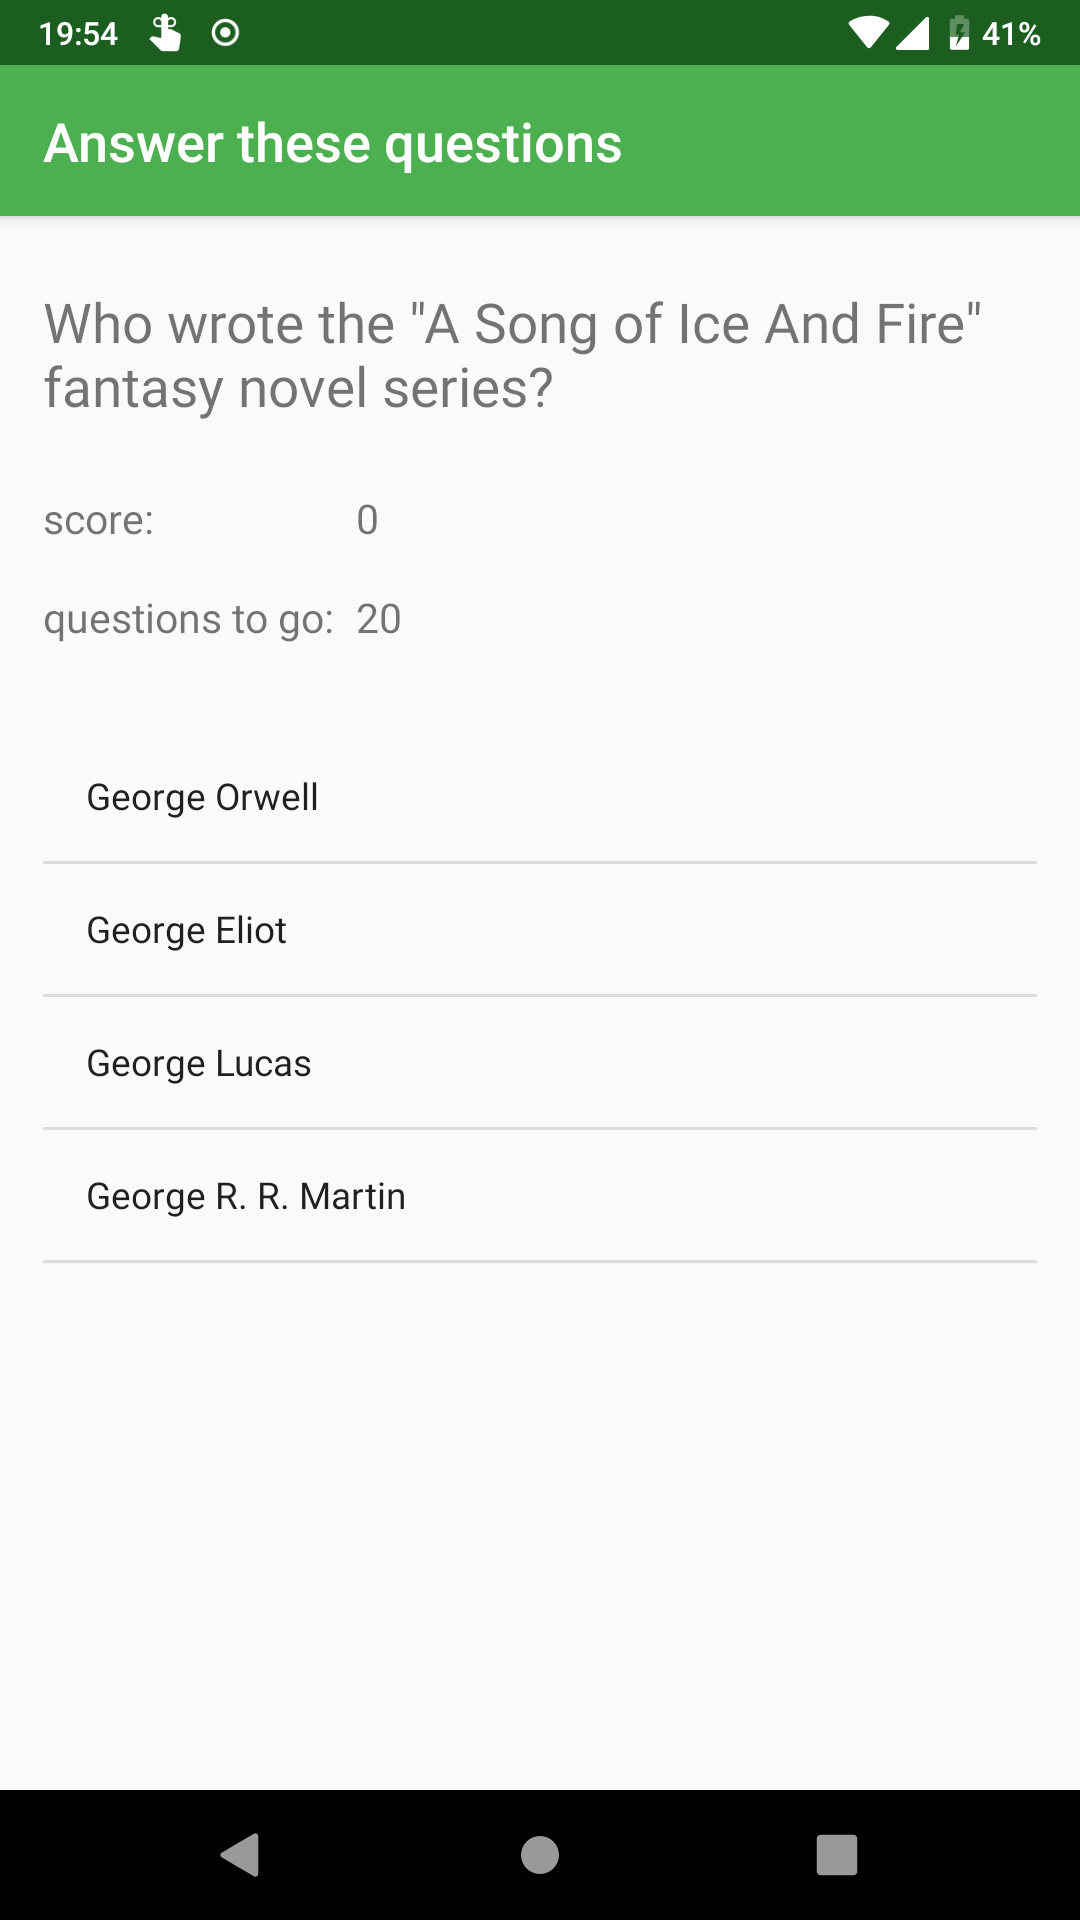 19:54
41%
Answer these questions
Who wrote the "A Song of Ice And Fire"
fantasy novel series?
score: 0
questions to go: 20
George Orwell
George Eliot
George Lucas
George R. R. Martin